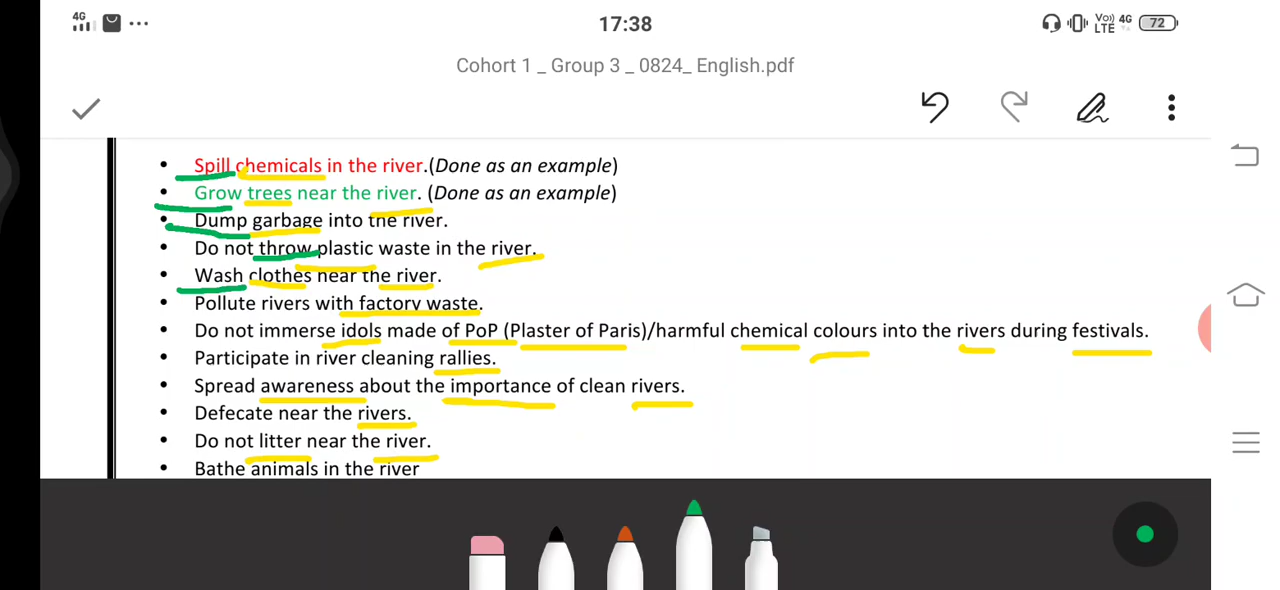 4G 17:38 Vo) LTE 4G 72
Cohort 1 _ Group 3 _ 0824_ English.pdf
• Spill chemicals in the river.(Done as an example)
• Grow trees near the river. (Done as an example)
• Dump garbage into the river.
• Do not throw plastic waste in the river.
• Wash clothes near the river.
• Pollute rivers with factory waste.
• Do not immerse idols made of PoP (Plaster of Paris)/harmful chemical colours into the rivers during festivals.
• Participate in river cleaning rallies.
• Spread awareness about the importance of clean rivers.
• Defecate near the rivers.
• Do not litter near the river.
• Bathe animals in the river